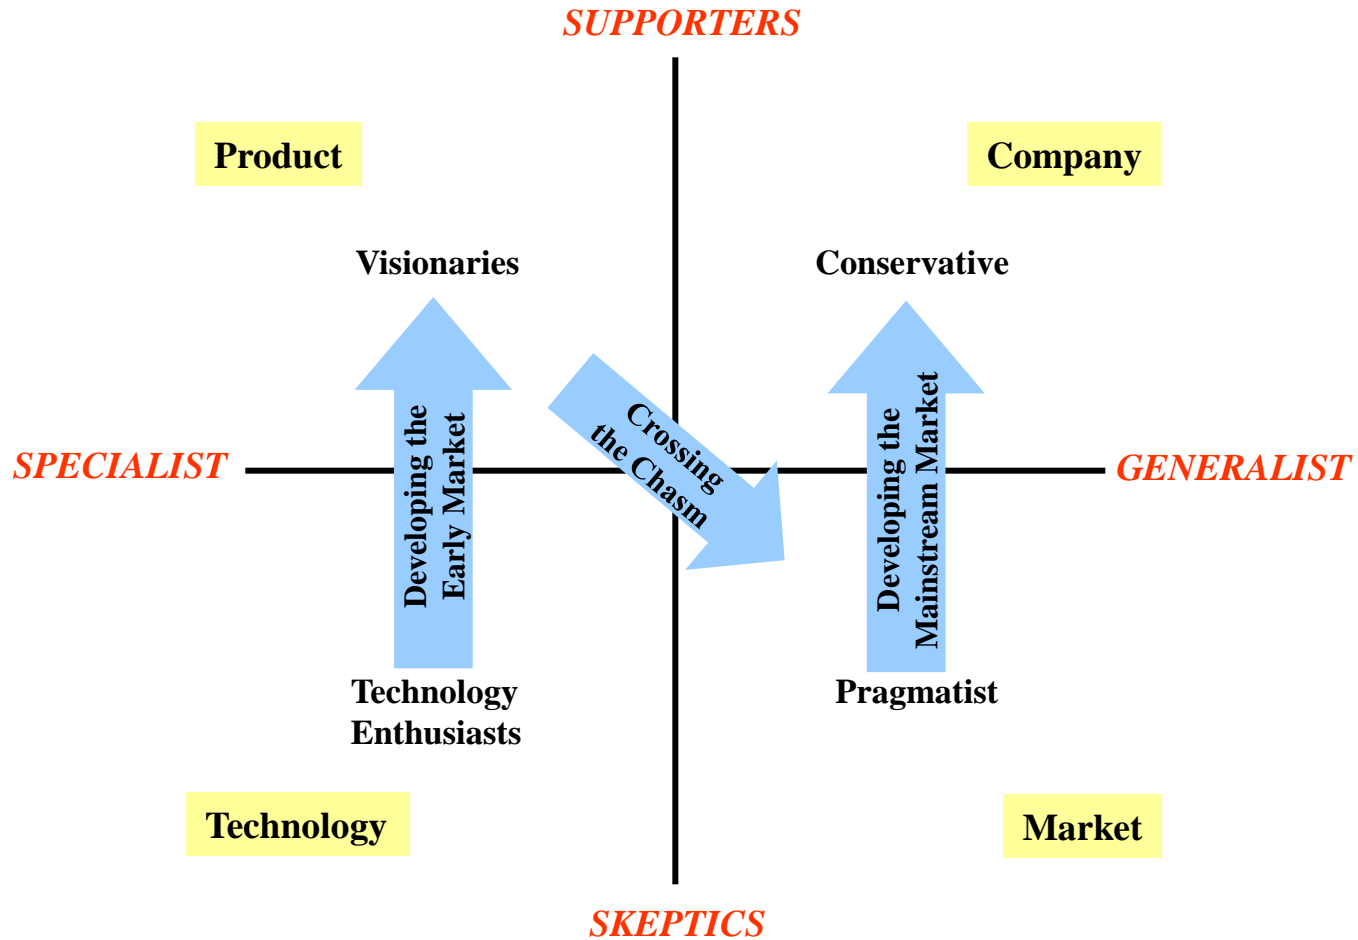 SUPPORTERS
Product
Company
Visionaries
Conservative
Developing the
Early Market
Crossing
the Chasm
Developing the
Mainstream Market
SPECIALIST
GENERALIST
Technology
Enthusiasts
Pragmatist
Technology
Market
SKEPTICS